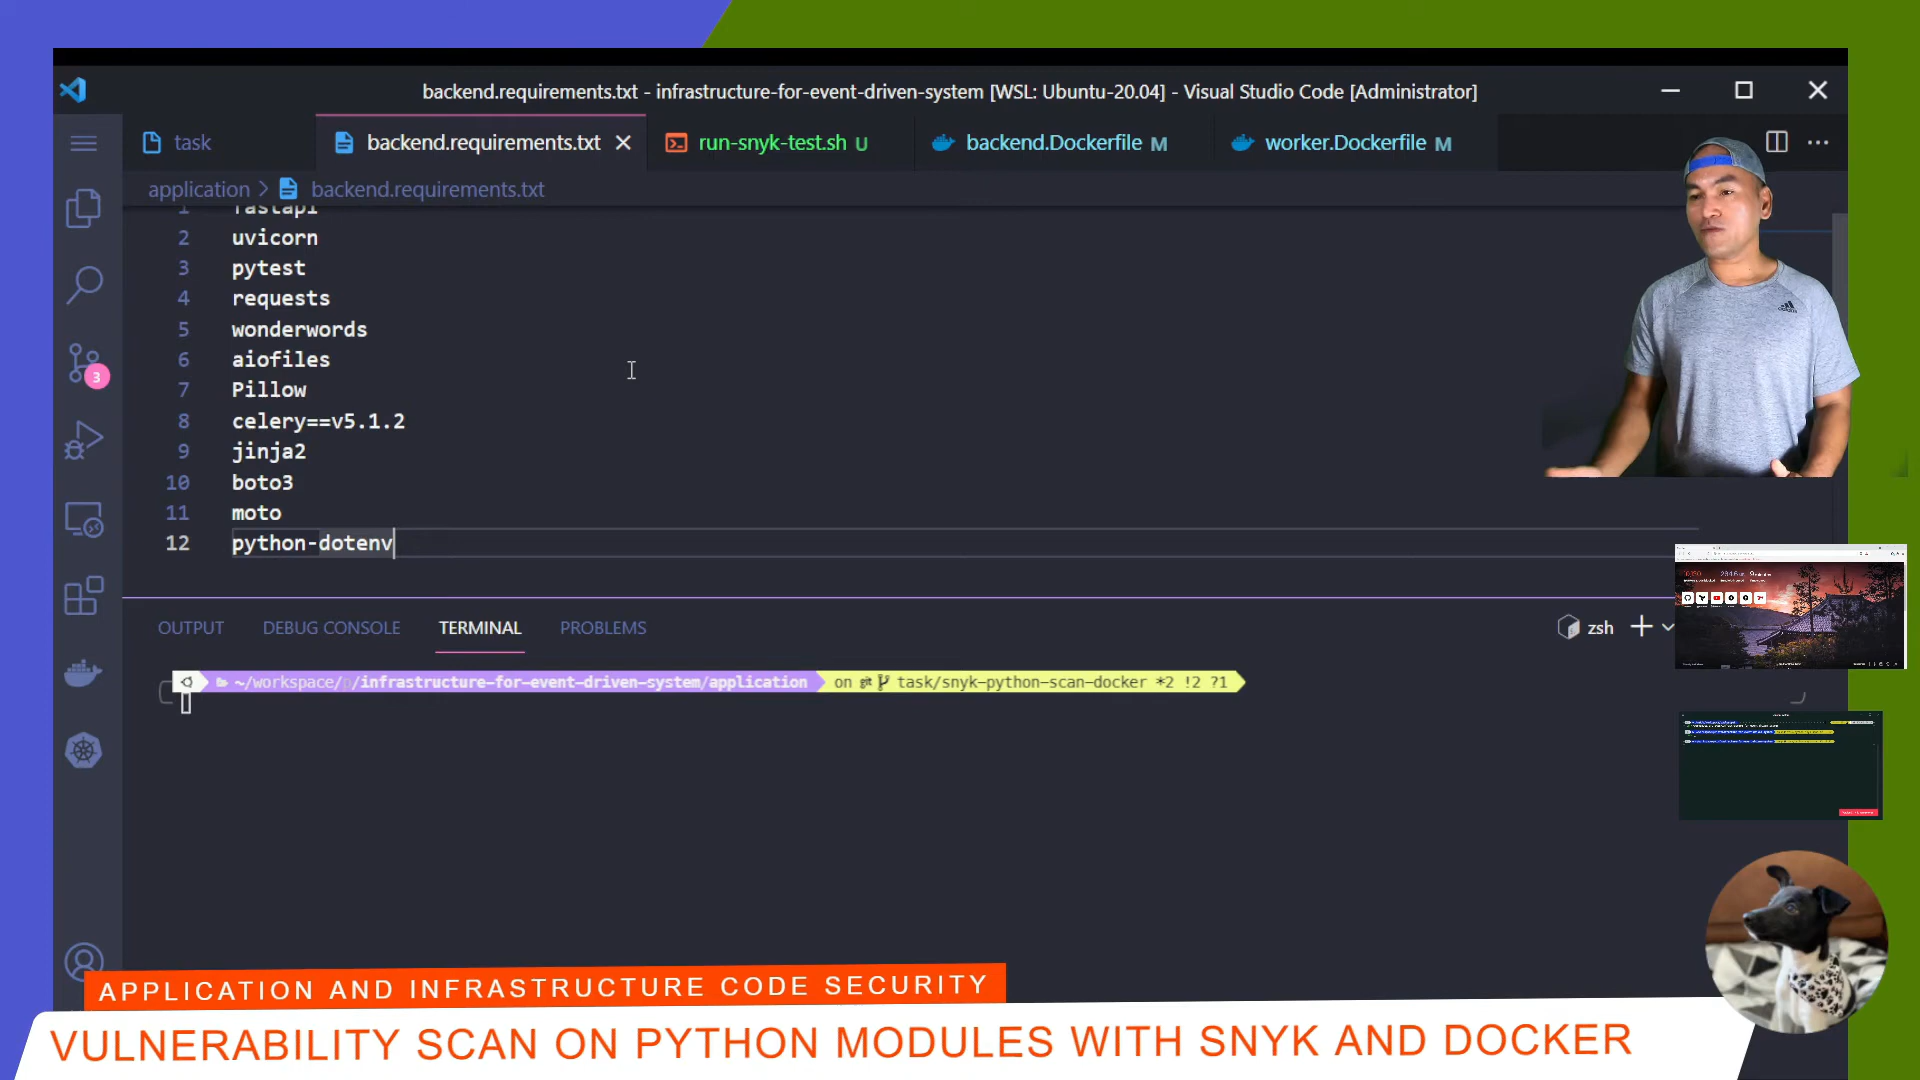 backend.requirements.txt - infrastructure-for-event-driven-system [WSL: Ubuntu-20.04] - Visual Studio Code [Administrator]
task
backend.requirements.txt
run-snyk-test.sh U
backend.Dockerfile M
worker.Dockerfile M
application > backend.requirements.txt
1 fastapi
2 uvicorn
3 pytest
4 requests
5 wonderwords
6 aiofiles
7 Pillow
8 celery==v5.1.2
9 jinja2
10 boto3
11 moto
12 python-dotenv
3
OUTPUT
DEBUG CONSOLE
TERMINAL
PROBLEMS
zsh
~/workspace/p/infrastructure-for-event-driven-system/application on git task/snyk-python-scan-docker *2 !2 ?1
APPLICATION AND INFRASTRUCTURE CODE SECURITY
VULNERABILITY SCAN ON PYTHON MODULES WITH SNYK AND DOCKER